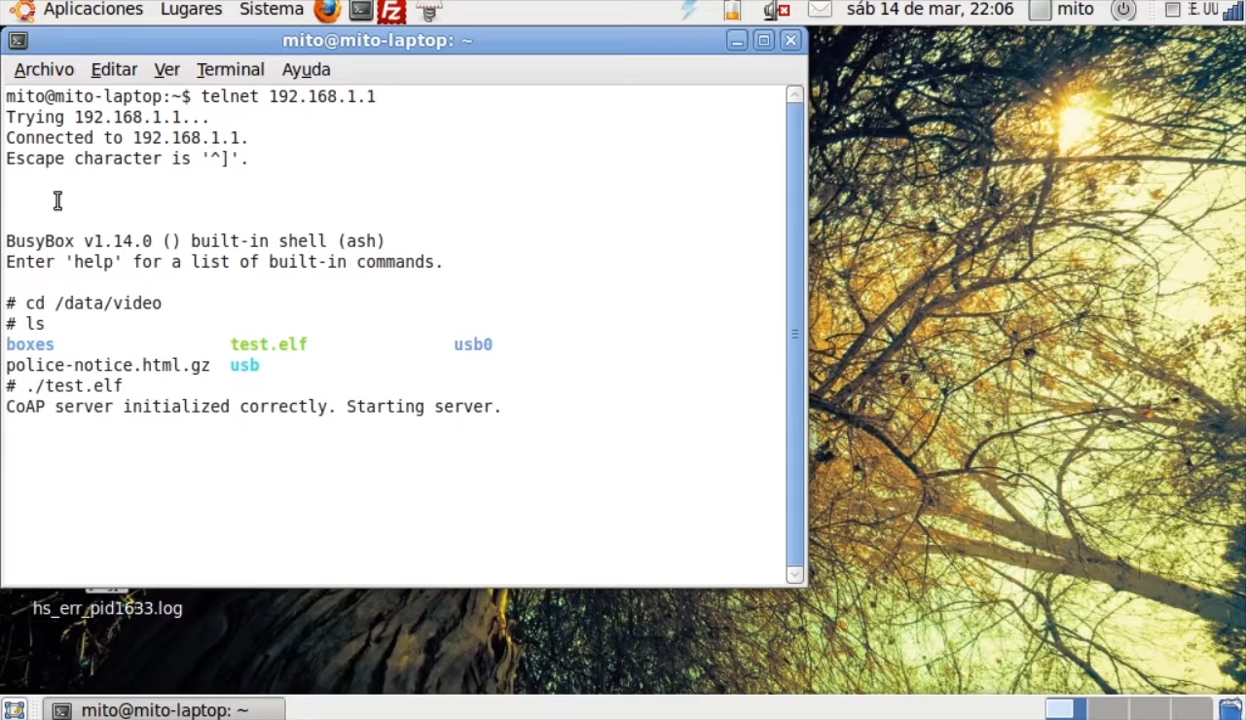 Aplicaciones Lugares Sistema sáb 14 de mar, 22:06 mito E.UU
mito@mito-laptop: ~
Archivo Editar Ver Terminal Ayuda
mito@mito-laptop:~$ telnet 192.168.1.1
Trying 192.168.1.1...
Connected to 192.168.1.1.
Escape character is '^]'.
BusyBox v1.14.0 () built-in shell (ash)
Enter 'help' for a list of built-in commands.
# cd /data/video
# ls
boxes test.elf usb0
police-notice.html.gz usb
# ./test.elf
CoAP server initialized correctly. Starting server.
hs_err_pid1633.log
mito@mito-laptop: ~